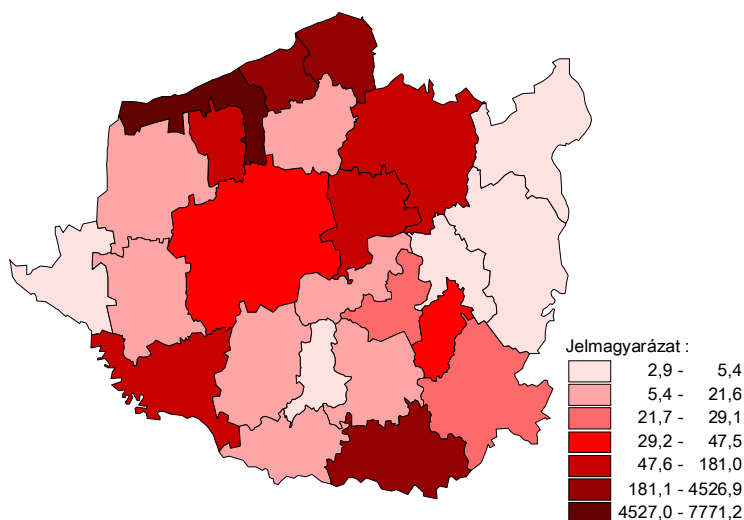 Jelmagyarázat :
2,9 - 5,4
5,4 - 21,6
21,7 - 29,1
29,2 - 47,5
47,6 - 181,0
181,1 - 4526,9
4527,0 - 7771,2